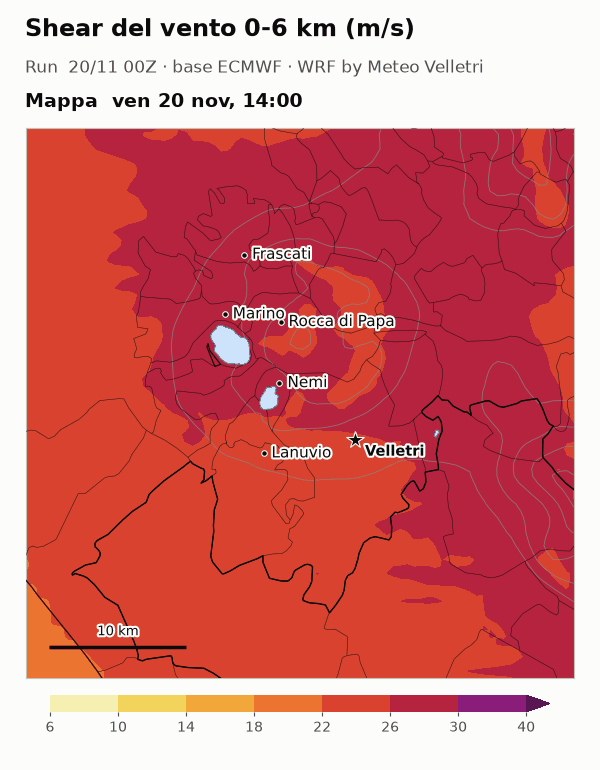 Shear del vento 0-6 km (m/s)
Run  20/11 00Z · base ECMWF · WRF by Meteo Velletri
Mappa  ven 20 nov, 14:00
Frascati
Marino
Rocca di Papa
Nemi
Velletri
Lanuvio
10 km
6 10 14 18 22 26 30 40